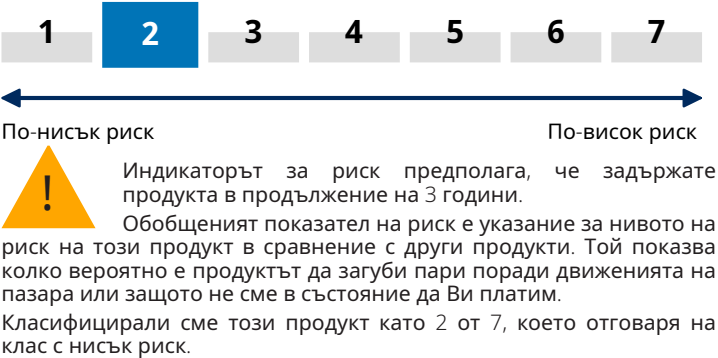 1 2 3 4 5 6 7
По-нисък риск По-висок риск
!
Индикаторът за риск предполага, че задържате
продукта в продължение на 3 години.
Обобщеният показател на риск е указание за нивото на
риск на този продукт в сравнение с други продукти. Той показва
колко вероятно е продуктът да загуби пари поради движенията на
пазара или защото не сме в състояние да Ви платим.
Класифицирали сме този продукт като 2 от 7, което отговаря на
клас с нисък риск.